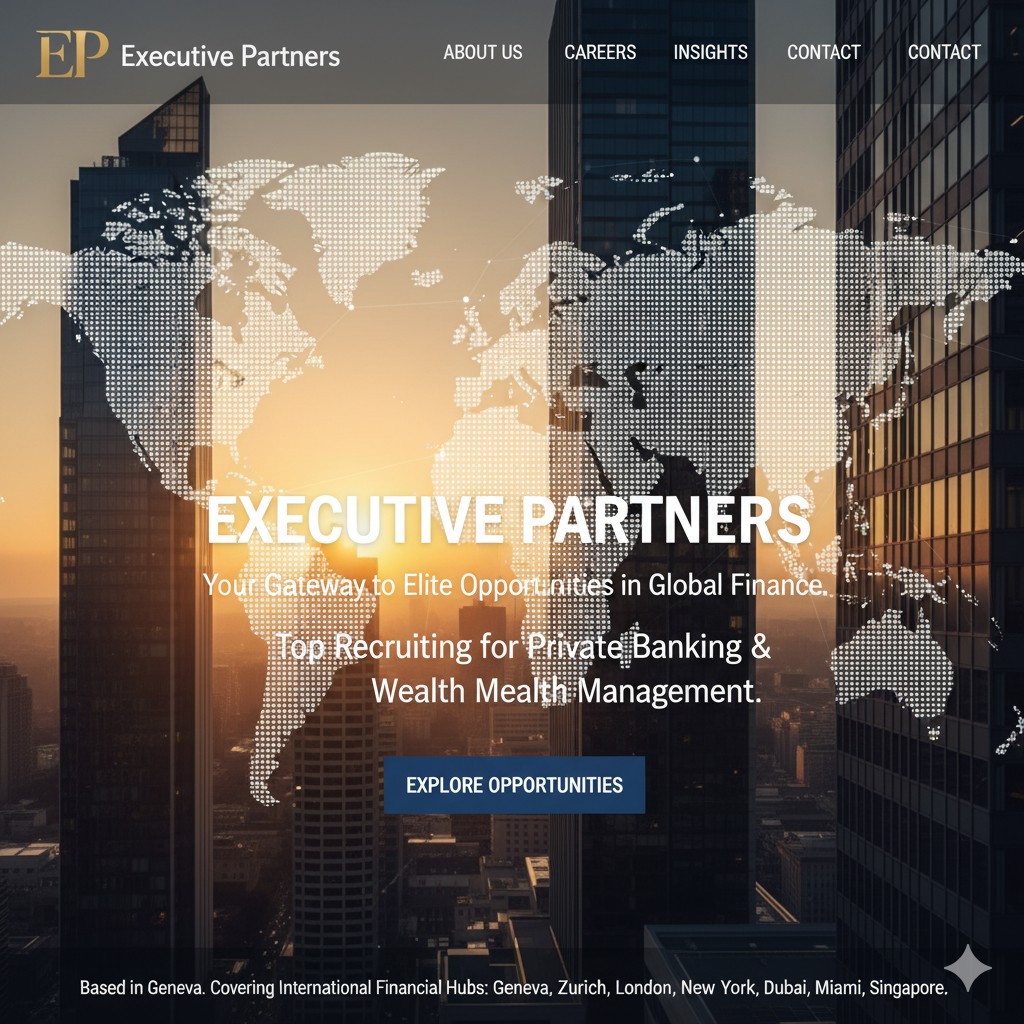 EP Executive Partners
ABOUT US CAREERS INSIGHTS CONTACT CONTACT
EXECUTIVE PARTNERS
Your Gateway to Elite Opportunities in Global Finance.
Top Recruiting for Private Banking &
Wealth Mealth Management.
EXPLORE OPPORTUNITIES
Based in Geneva. Covering International Financial Hubs: Geneva, Zurich, London, New York, Dubai, Miami, Singapore.